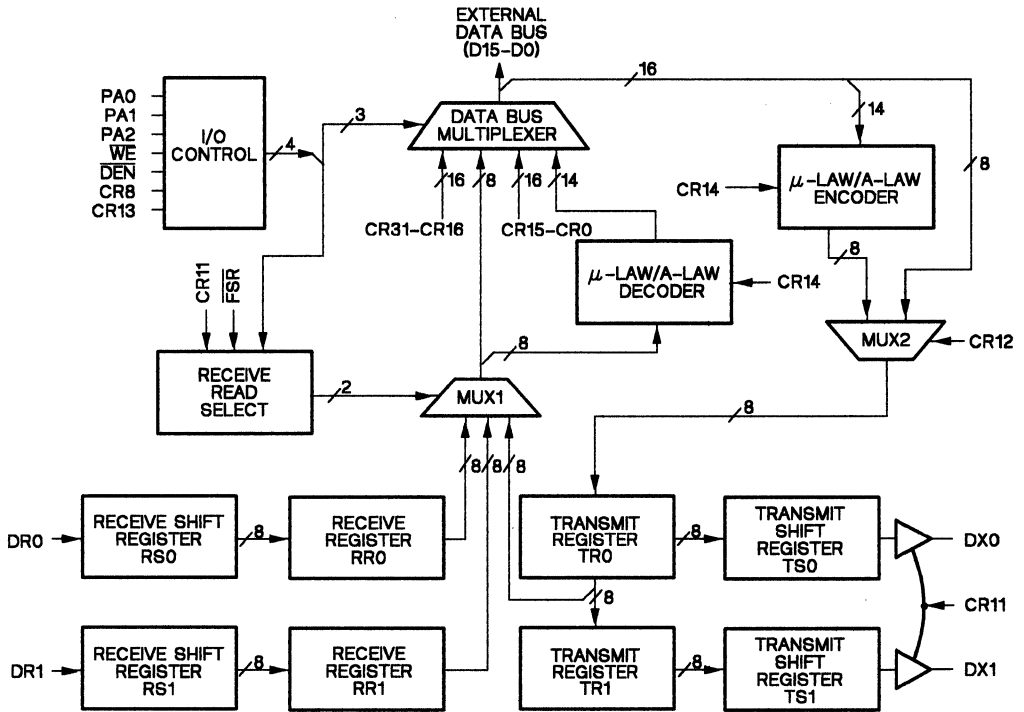 EXTERNAL
DATA BUS
(D15-D0)
16
PA0
PA1
PA2
WE
DEN
CR8
CR13
I/O
CONTROL
4
3
DATA BUS
MULTIPLEXER
14
8
16
8
16
14
CR31-CR16
CR15-CR0
CR14
μ-LAW/A-LAW
ENCODER
8
μ-LAW/A-LAW
DECODER
CR14
CR11
FSR
MUX2
CR12
8
RECEIVE
READ
SELECT
2
MUX1
8
8
8
8
DR0
RECEIVE SHIFT
REGISTER
RS0
8
RECEIVE
REGISTER
RR0
TRANSMIT
REGISTER
TR0
8
TRANSMIT
SHIFT
REGISTER
TS0
DX0
8
CR11
DR1
RECEIVE SHIFT
REGISTER
RS1
8
RECEIVE
REGISTER
RR1
TRANSMIT
REGISTER
TR1
8
TRANSMIT
SHIFT
REGISTER
TS1
DX1